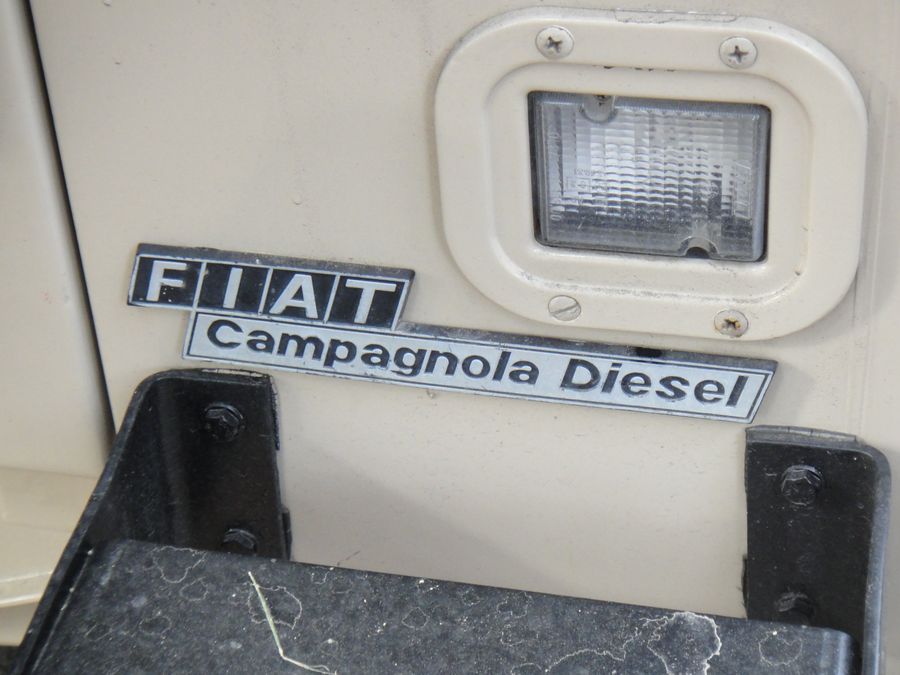 FIAT
Campagnola Diesel